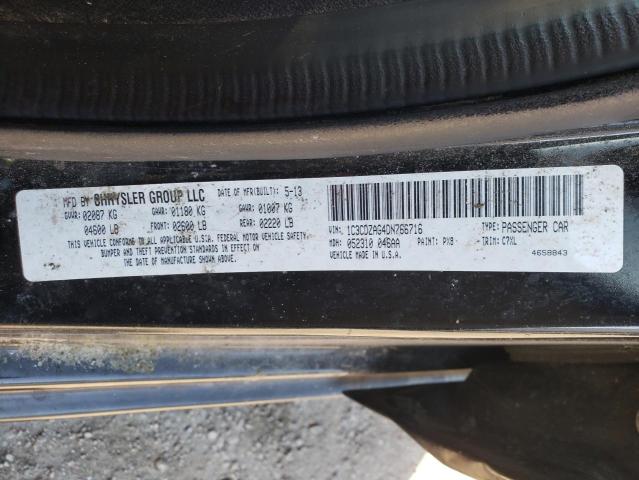 MFD BY CHRYSLER GROUP LLC DATE OF MFR(BUILT): 5-13
GVWR: 02087 KG GAWR: 01180 KG GAWR: 01007 KG
04600 LB FRONT: 02600 LB REAR: 02220 LB
THIS VEHICLE CONFORMS TO ALL APPLICABLE U.S.A. FEDERAL MOTOR VEHICLE SAFETY,
BUMPER AND THEFT PREVENTION STANDARDS IN EFFECT ON
THE DATE OF MANUFACTURE SHOWN ABOVE.
VIN: 1C3CDZAG4DN766716 TYPE: PASSENGER CAR
MDH: 052310 046AA PAINT: PX8 TRIM: C7XL
VEHICLE MADE IN U.S.A. 4658843